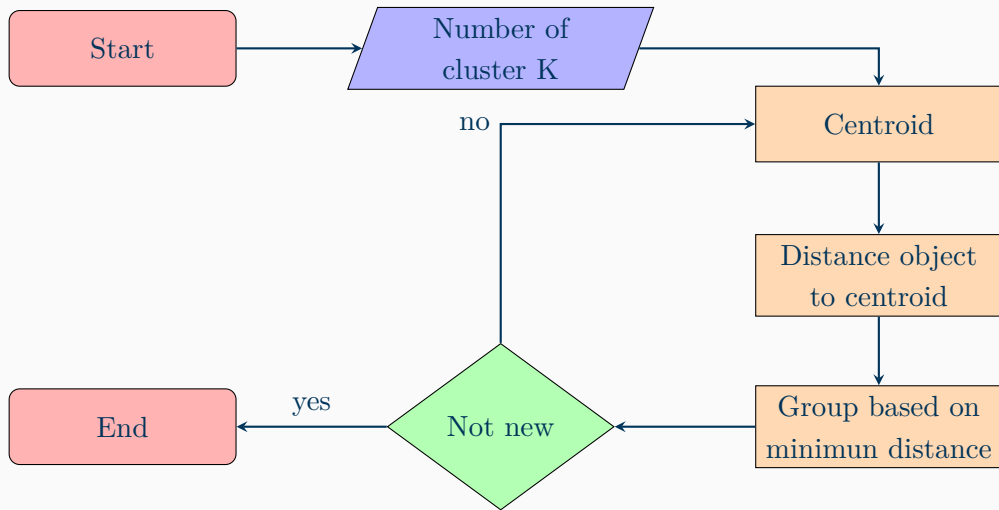 Start
Number of
cluster K
no
Centroid
Distance object
to centroid
Group based on
minimun distance
Not new
yes
End